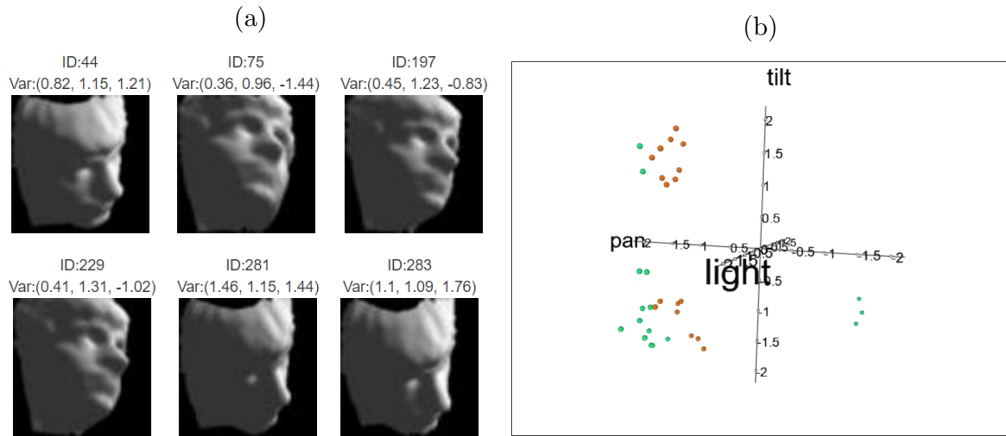 (a)
(b)
ID:44
ID:75
ID:197
Var:(0.82, 1.15, 1.21)
Var:(0.36, 0.96, -1.44)
Var:(0.45, 1.23, -0.83)
ID:229
ID:281
ID:283
Var:(0.41, 1.31, -1.02)
Var:(1.46, 1.15, 1.44)
Var:(1.1, 1.09, 1.76)
tilt
2
1.5
1
0.5
pan
2
1.5
1
0.5
-0.5
-1
-1.5
-2
light
-0.5
-1
-1.5
-2